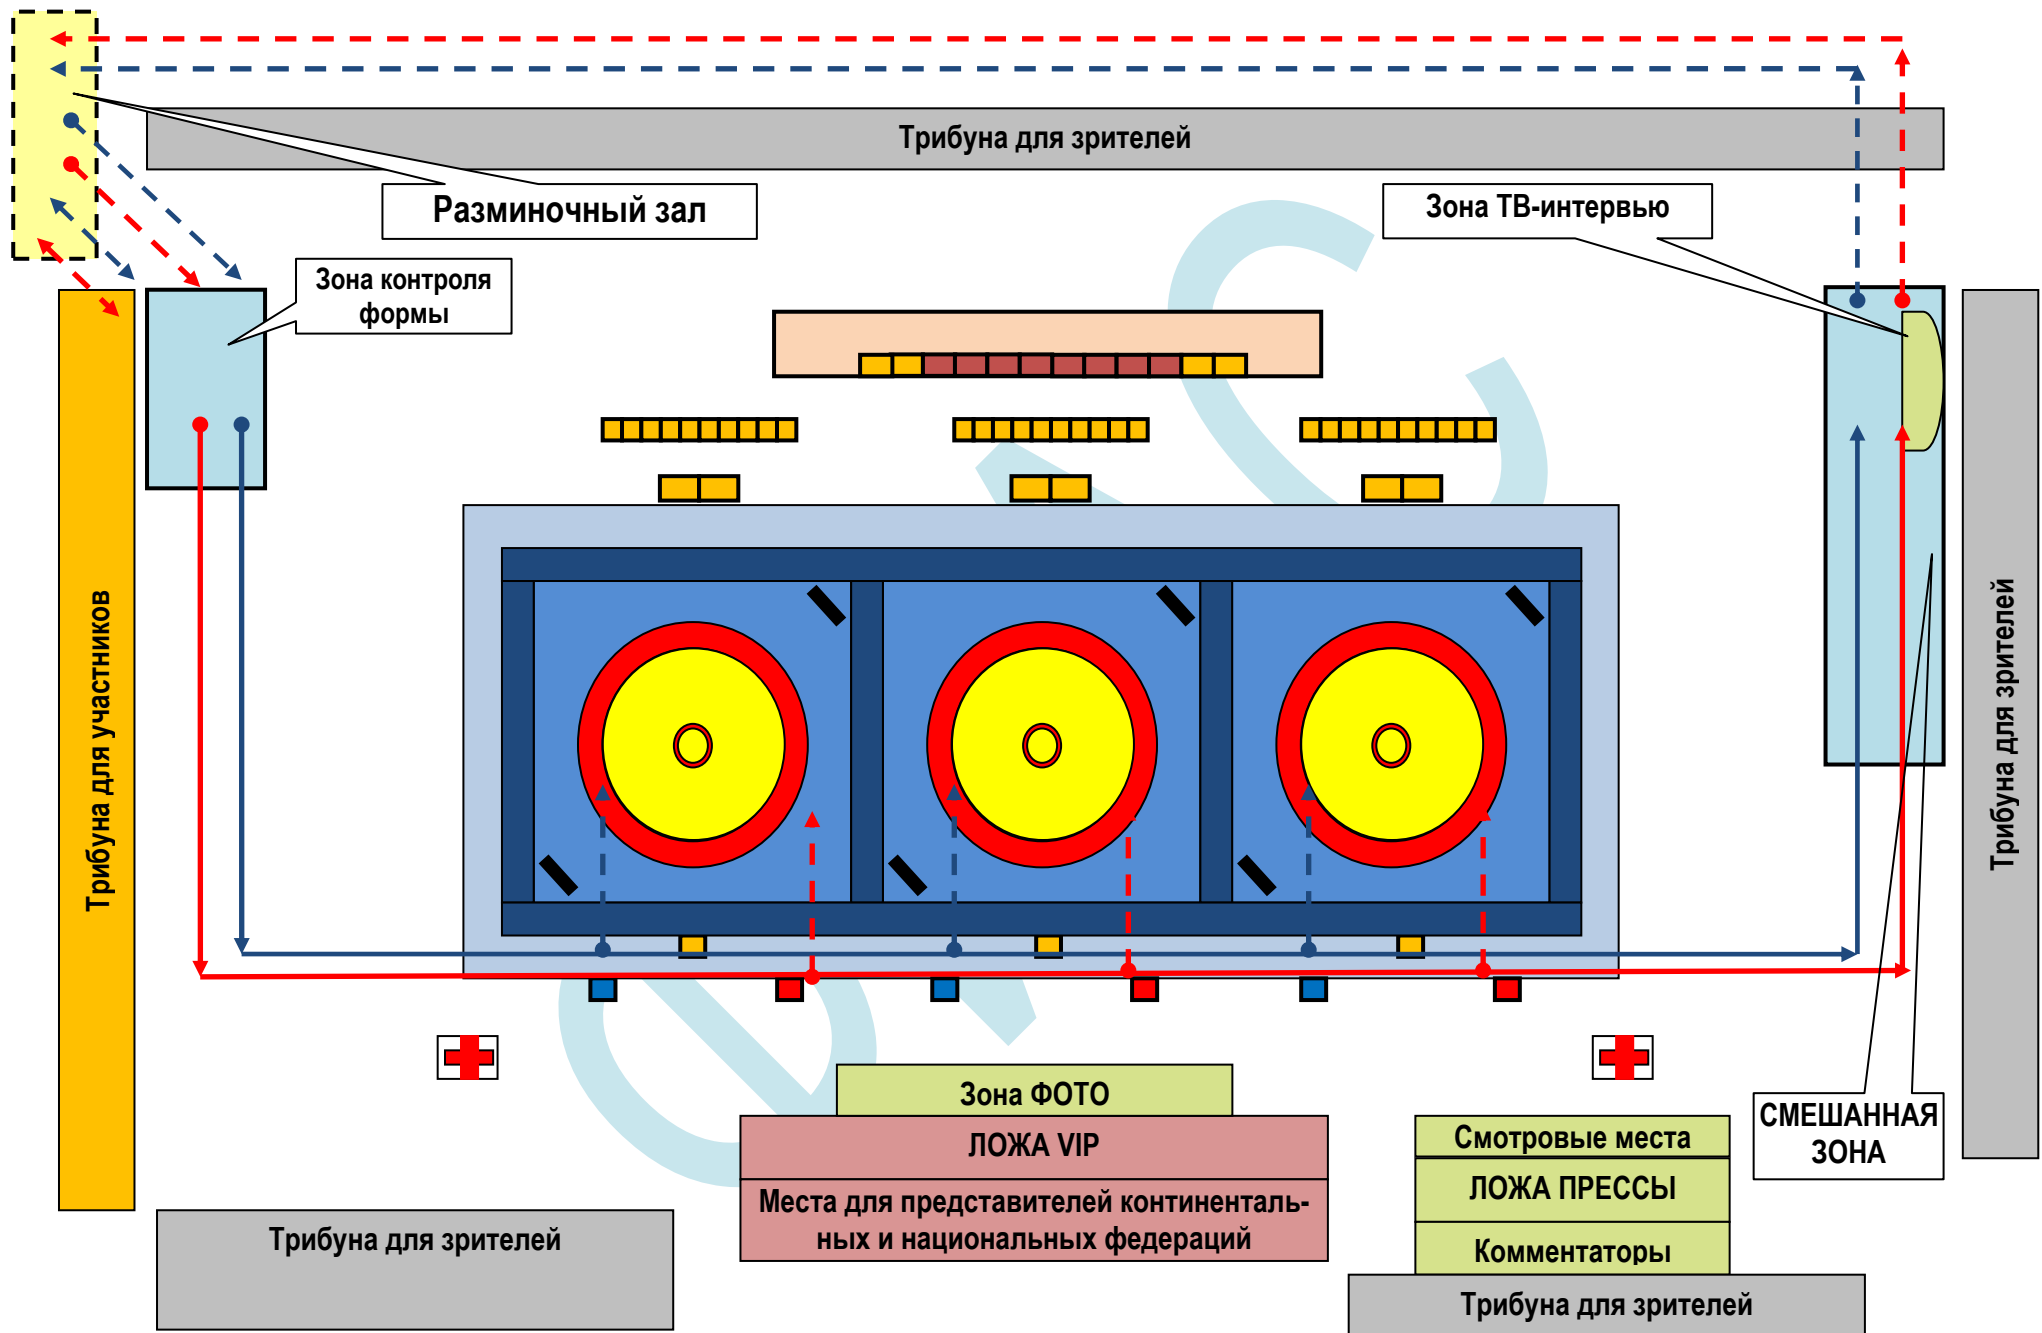 Трибуна для зрителей
Разминочный зал
Зона ТВ-интервью
Зона контроля
формы
Трибуна для участников
Трибуна для зрителей
Зона ФОТО
ЛОЖА VIP
Места для представителей континенталь-
ных и национальных федераций
Смотровые места
ЛОЖА ПРЕССЫ
Комментаторы
СМЕШАННАЯ
ЗОНА
Трибуна для зрителей
Трибуна для зрителей